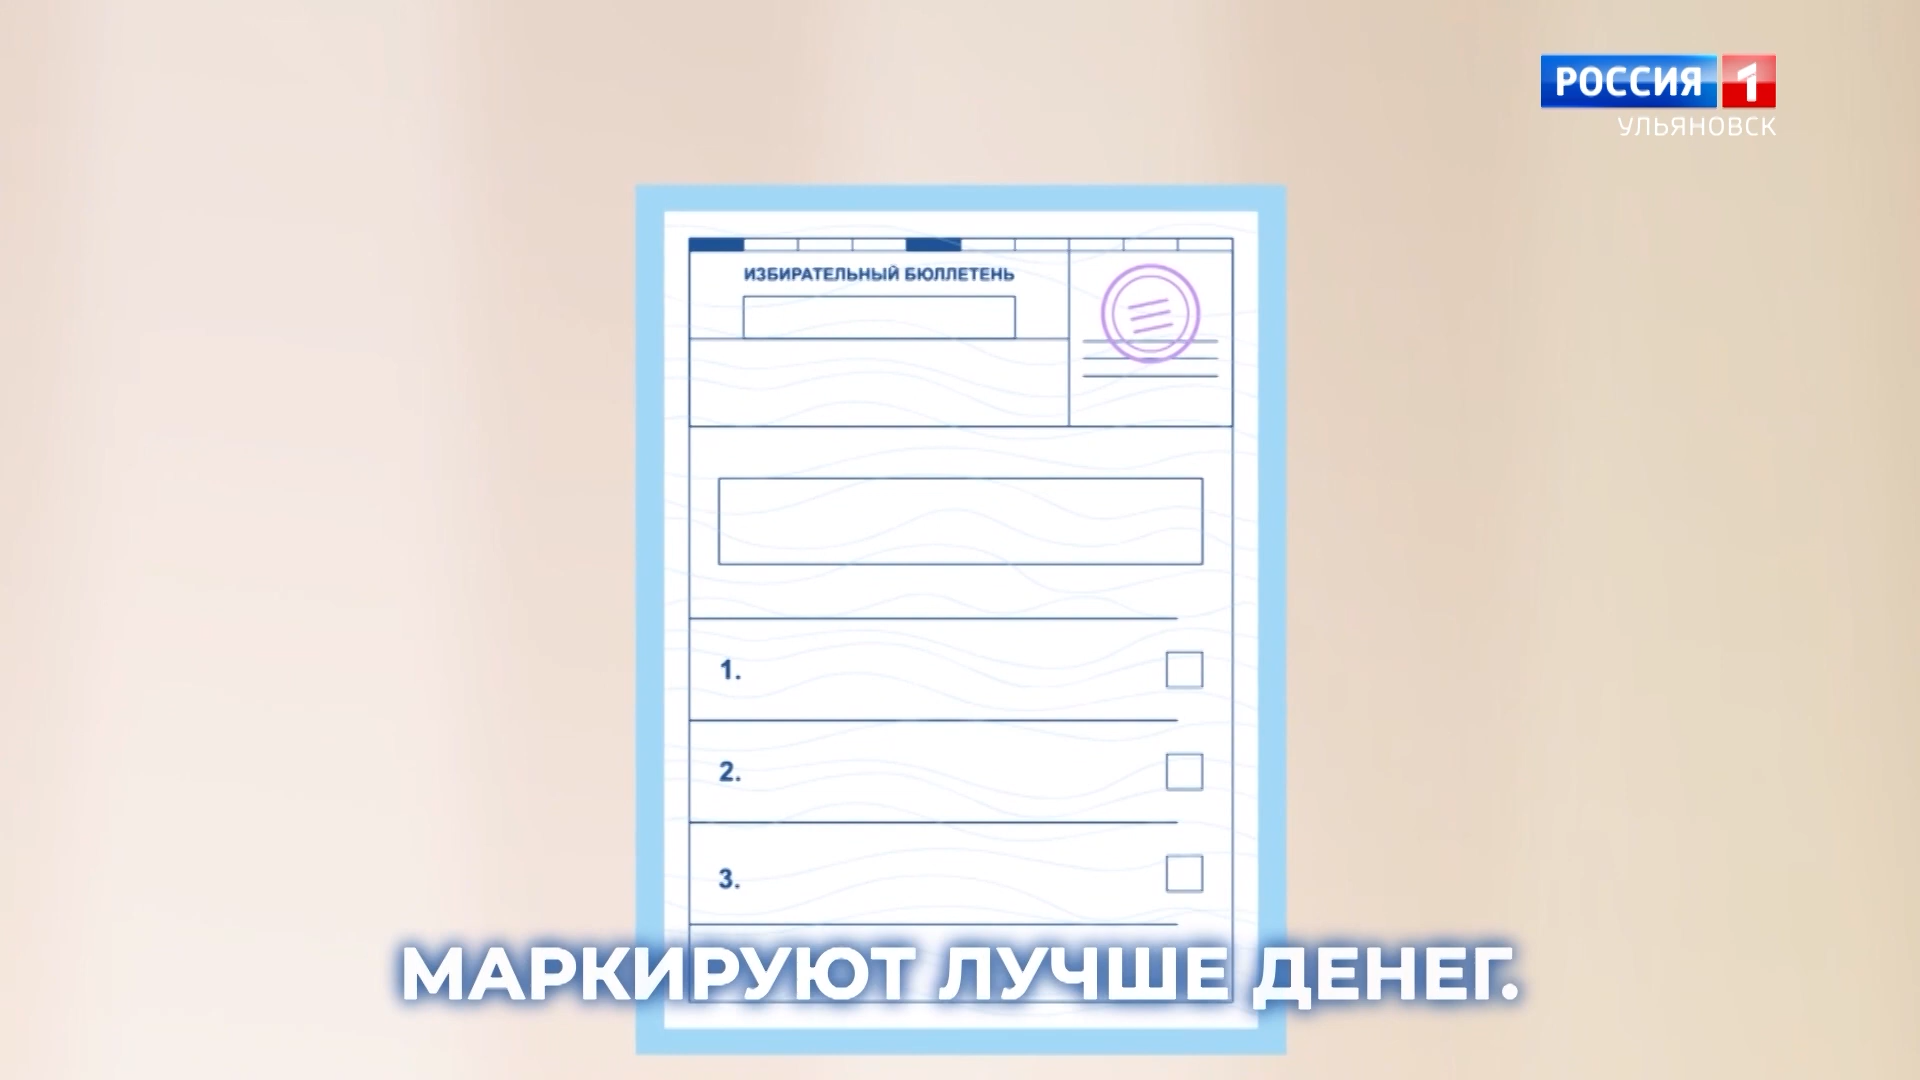 РОССИЯ 1
УЛЬЯНОВСК
ИЗБИРАТЕЛЬНЫЙ БЮЛЛЕТЕНЬ
1.
2.
3.
МАРКИРУЮТ ЛУЧШЕ ДЕНЕГ.